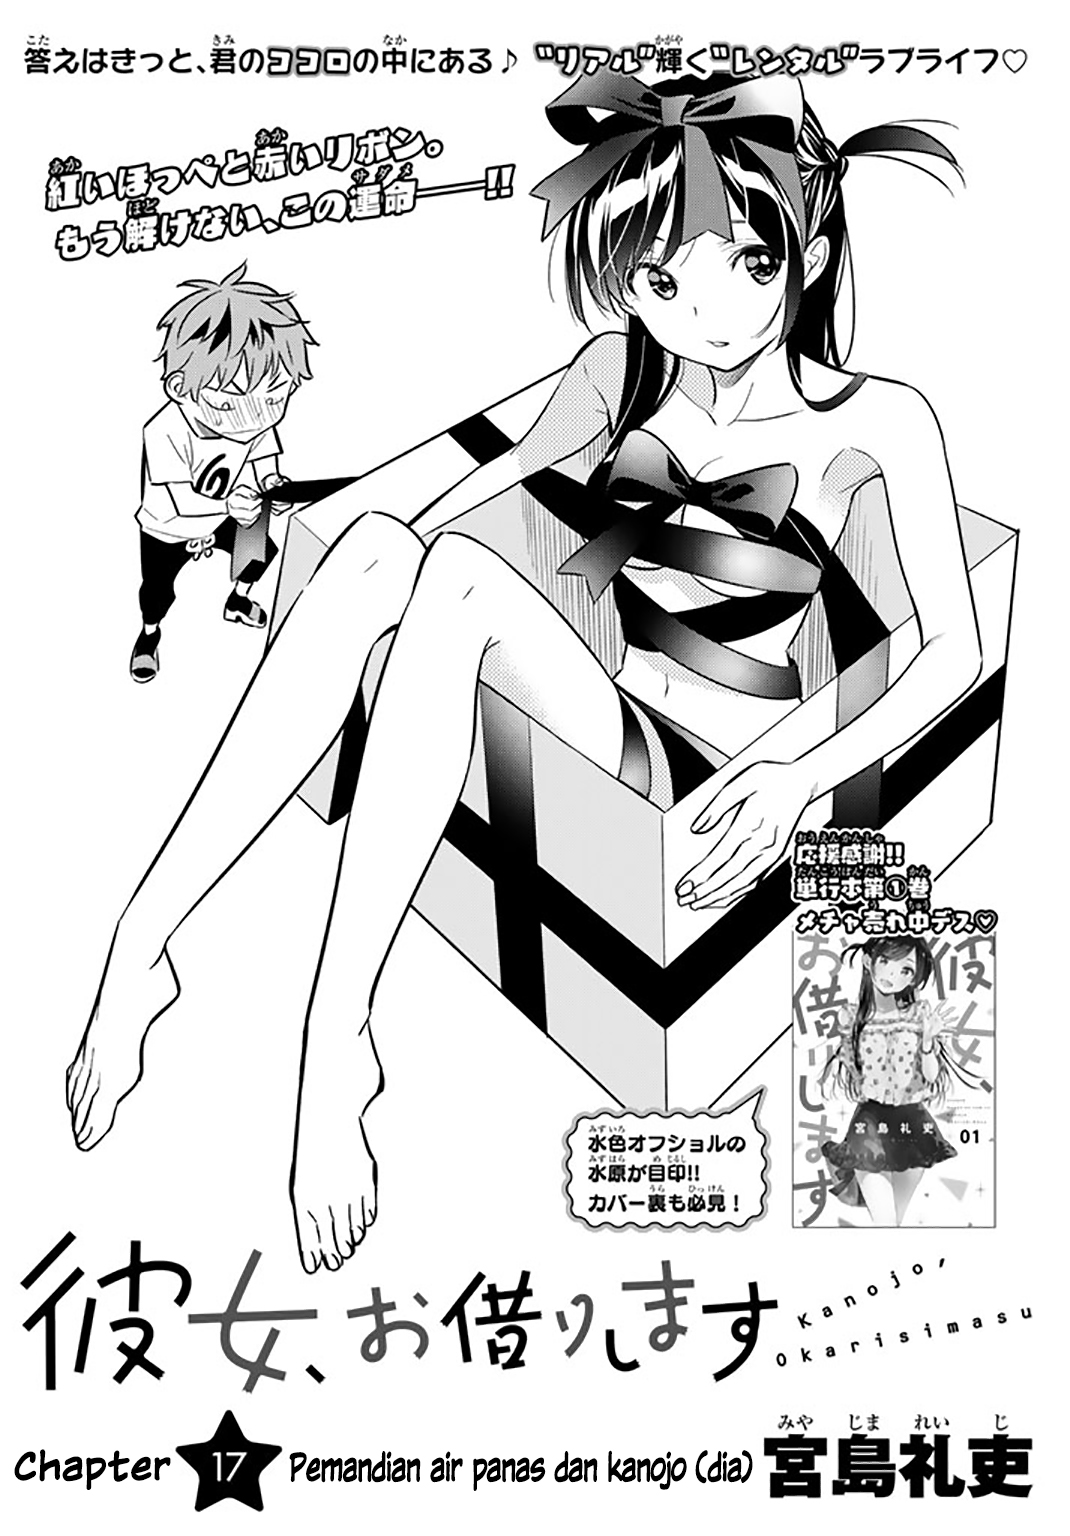 答えはきっと、君のココロの中にある♪ "リアル"輝く"レンタル"ラブライフ♡
紅いほっぺと赤いリボン。
もう解けない、この運命――!!
応援感謝!!
単行本第①巻
メチャ売れ中デス♡
彼女、
お借りします
宮島礼吏
01
水色オフショルの
水原が目印!!
カバー裏も必見!
彼女、お借りします
Kanojo,
Okarisimasu
Chapter 17 Pemandian air panas dan kanojo (dia)
宮島礼吏